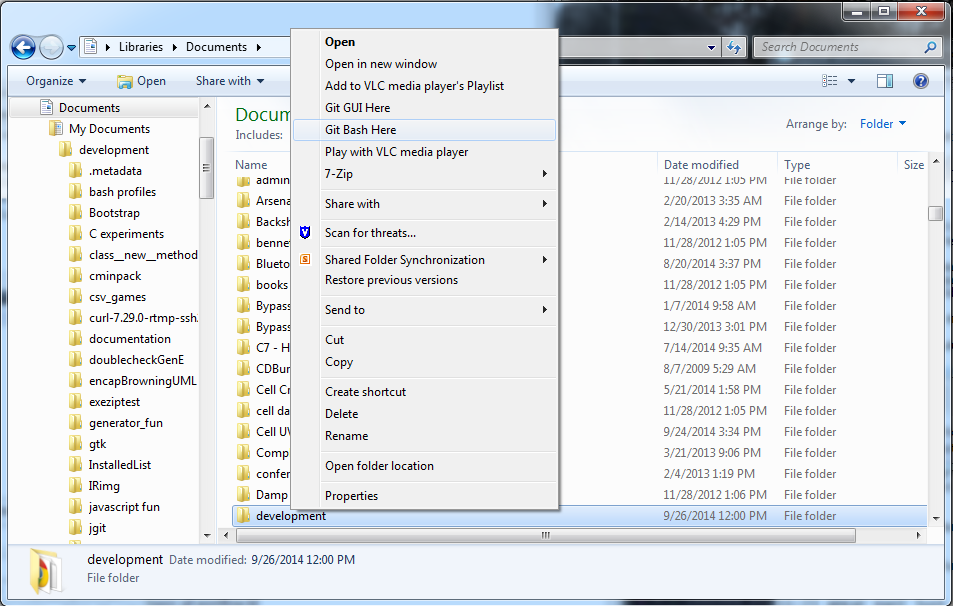 Libraries ▸ Documents ▸
Search Documents
Organize Open Share with
Documents
My Documents
development
.metadata
bash profiles
Bootstrap
C experiments
class__new__method
cminpack
csv_games
curl-7.29.0-rtmp-ssh
documentation
doublecheckGenE
encapBrowningUML
exeziptest
generator_fun
gtk
InstalledList
IRimg
javascript fun
jgit
Docum
Includes:
Arrange by: Folder
Name Date modified Type Size
admin 11/28/2012 1:05 PM File folder
Arsena 2/20/2013 3:35 AM File folder
Backsh 2/14/2013 4:29 PM File folder
benne 11/28/2012 1:05 PM File folder
Blueto 8/20/2014 3:37 PM File folder
books 11/28/2012 1:05 PM File folder
Bypass 1/7/2014 9:58 AM File folder
Bypass 12/30/2013 3:01 PM File folder
C7 - H 7/14/2014 9:35 AM File folder
CDBur 8/7/2009 5:29 AM File folder
Cell Cr 5/21/2014 1:58 PM File folder
cell da 11/28/2012 1:05 PM File folder
Cell UV 9/24/2014 3:34 PM File folder
Comp 3/21/2013 9:06 PM File folder
confer 2/4/2013 1:19 PM File folder
Damp 11/28/2012 1:06 PM File folder
development 9/26/2014 12:00 PM File folder
Open
Open in new window
Add to VLC media player's Playlist
Git GUI Here
Git Bash Here
Play with VLC media player
7-Zip
Share with
Scan for threats...
Shared Folder Synchronization
Restore previous versions
Send to
Cut
Copy
Create shortcut
Delete
Rename
Open folder location
Properties
development Date modified: 9/26/2014 12:00 PM
File folder